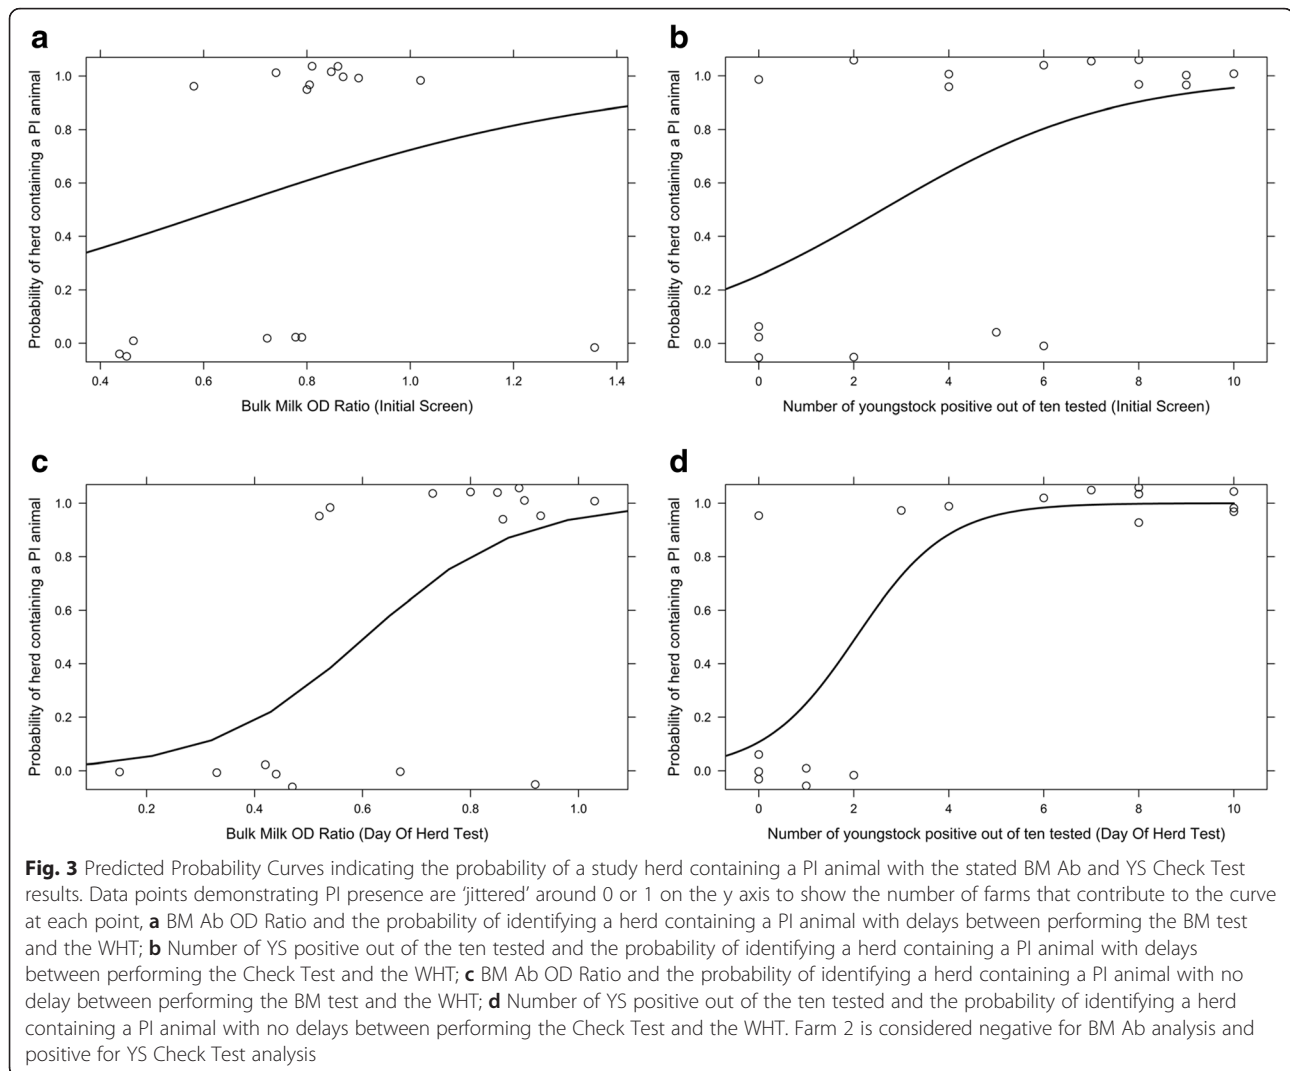 a
Probability of herd containing a PI animal
1.0
0.8
0.6
0.4
0.2
0.0
0.4 0.6 0.8 1.0 1.2 1.4
Bulk Milk OD Ratio (Initial Screen)
b
Probability of herd containing a PI animal
1.0
0.8
0.6
0.4
0.2
0.0
0 2 4 6 8 10
Number of youngstock positive out of ten tested (Initial Screen)
c
Probability of herd containing a PI animal
1.0
0.8
0.6
0.4
0.2
0.0
0.2 0.4 0.6 0.8 1.0
Bulk Milk OD Ratio (Day Of Herd Test)
d
Probability of herd containing a PI animal
1.0
0.8
0.6
0.4
0.2
0.0
0 2 4 6 8 10
Number of youngstock positive out of ten tested (Day Of Herd Test)
Fig. 3 Predicted Probability Curves indicating the probability of a study herd containing a PI animal with the stated BM Ab and YS Check Test
results. Data points demonstrating PI presence are ‘jittered’ around 0 or 1 on the y axis to show the number of farms that contribute to the curve
at each point, a BM Ab OD Ratio and the probability of identifying a herd containing a PI animal with delays between performing the BM test
and the WHT; b Number of YS positive out of the ten tested and the probability of identifying a herd containing a PI animal with delays
between performing the Check Test and the WHT; c BM Ab OD Ratio and the probability of identifying a herd containing a PI animal with no
delay between performing the BM test and the WHT; d Number of YS positive out of the ten tested and the probability of identifying a herd
containing a PI animal with no delays between performing the Check Test and the WHT. Farm 2 is considered negative for BM Ab analysis and
positive for YS Check Test analysis